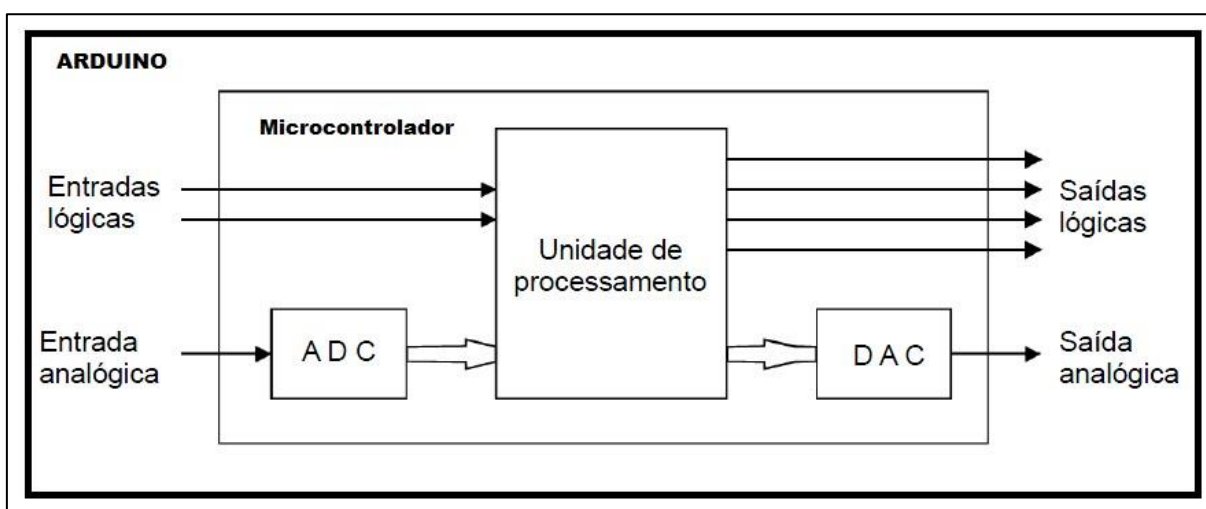 ARDUINO
Microcontrolador
Entradas
lógicas
Unidade de
processamento
Saídas
lógicas
Entrada
analógica
A D C
D A C
Saída
analógica